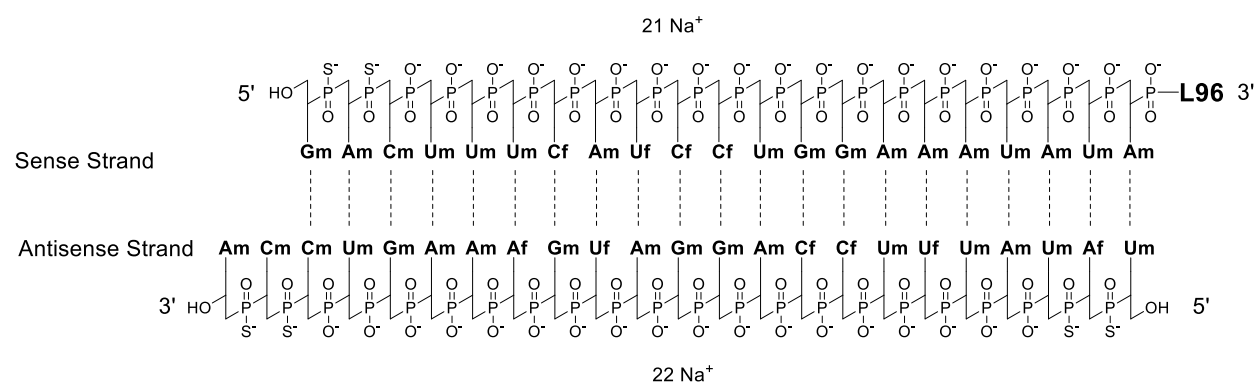 21 Na⁺
S⁻ S⁻ O⁻ O⁻ O⁻ O⁻ O⁻ O⁻ O⁻ O⁻ O⁻ O⁻ O⁻ O⁻ O⁻ O⁻ O⁻ O⁻ O⁻ O⁻ O⁻
5' HO P P P P P P P P P P P P P P P P P P P P P L96 3'
O O O O O O O O O O O O O O O O O O O O O
Gm Am Cm Um Um Um Cf Am Uf Cf Cf Um Gm Gm Am Am Am Um Am Um Am
Sense Strand
Antisense Strand Am Cm Cm Um Gm Am Am Af Gm Uf Am Gm Gm Am Cf Cf Um Uf Um Am Um Af Um
O O O O O O O O O O O O O O O O O O O O O O
3' HO P P P P P P P P P P P P P P P P P P P P P P OH 5'
S⁻ S⁻ O⁻ O⁻ O⁻ O⁻ O⁻ O⁻ O⁻ O⁻ O⁻ O⁻ O⁻ O⁻ O⁻ O⁻ O⁻ O⁻ O⁻ O⁻ S⁻ S⁻
22 Na⁺